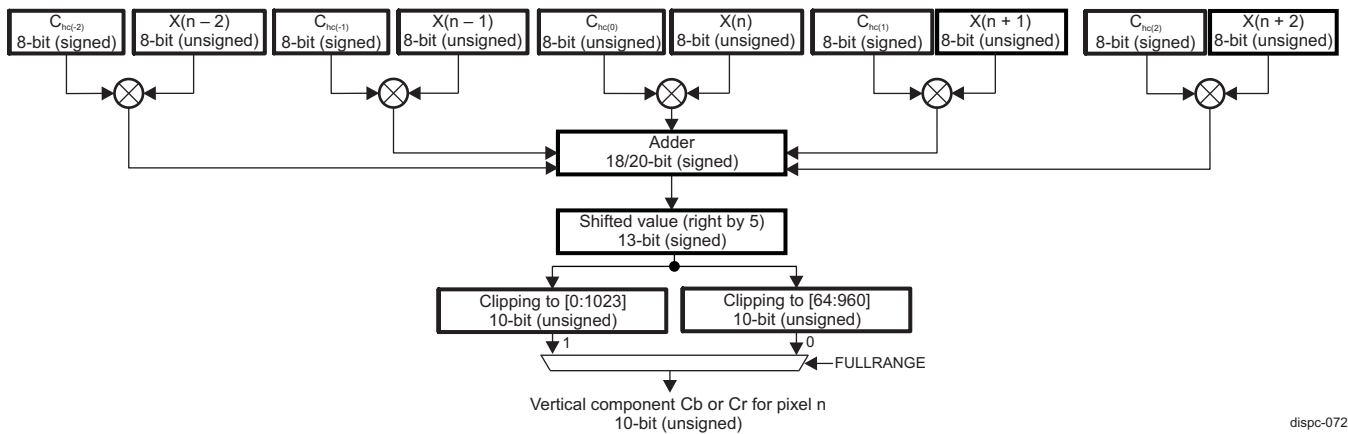 C hc(-2)
8-bit (signed)
X(n – 2)
8-bit (unsigned)
C hc(-1)
8-bit (signed)
X(n – 1)
8-bit (unsigned)
C hc(0)
8-bit (signed)
X(n)
8-bit (unsigned)
C hc(1)
8-bit (signed)
X(n + 1)
8-bit (unsigned)
C hc(2)
8-bit (signed)
X(n + 2)
8-bit (unsigned)
Adder
18/20-bit (signed)
Shifted value (right by 5)
13-bit (signed)
Clipping to [0:1023]
10-bit (unsigned)
Clipping to [64:960]
10-bit (unsigned)
1
0
FULLRANGE
Vertical component Cb or Cr for pixel n
10-bit (unsigned)
dispc-072